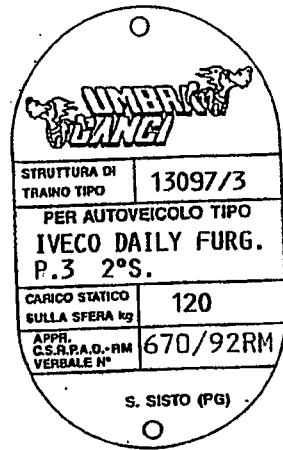 UMBRA
GANCI
STRUTTURA DI
TRAINO TIPO
13097/3
PER AUTOVEICOLO TIPO
IVECO DAILY FURG.
P.3 2°S.
CARICO STATICO
SULLA SFERA kg
120
APPR.
C.S.R.P.A.D.-RM
VERBALE N°
670/92RM
S. SISTO (PG)